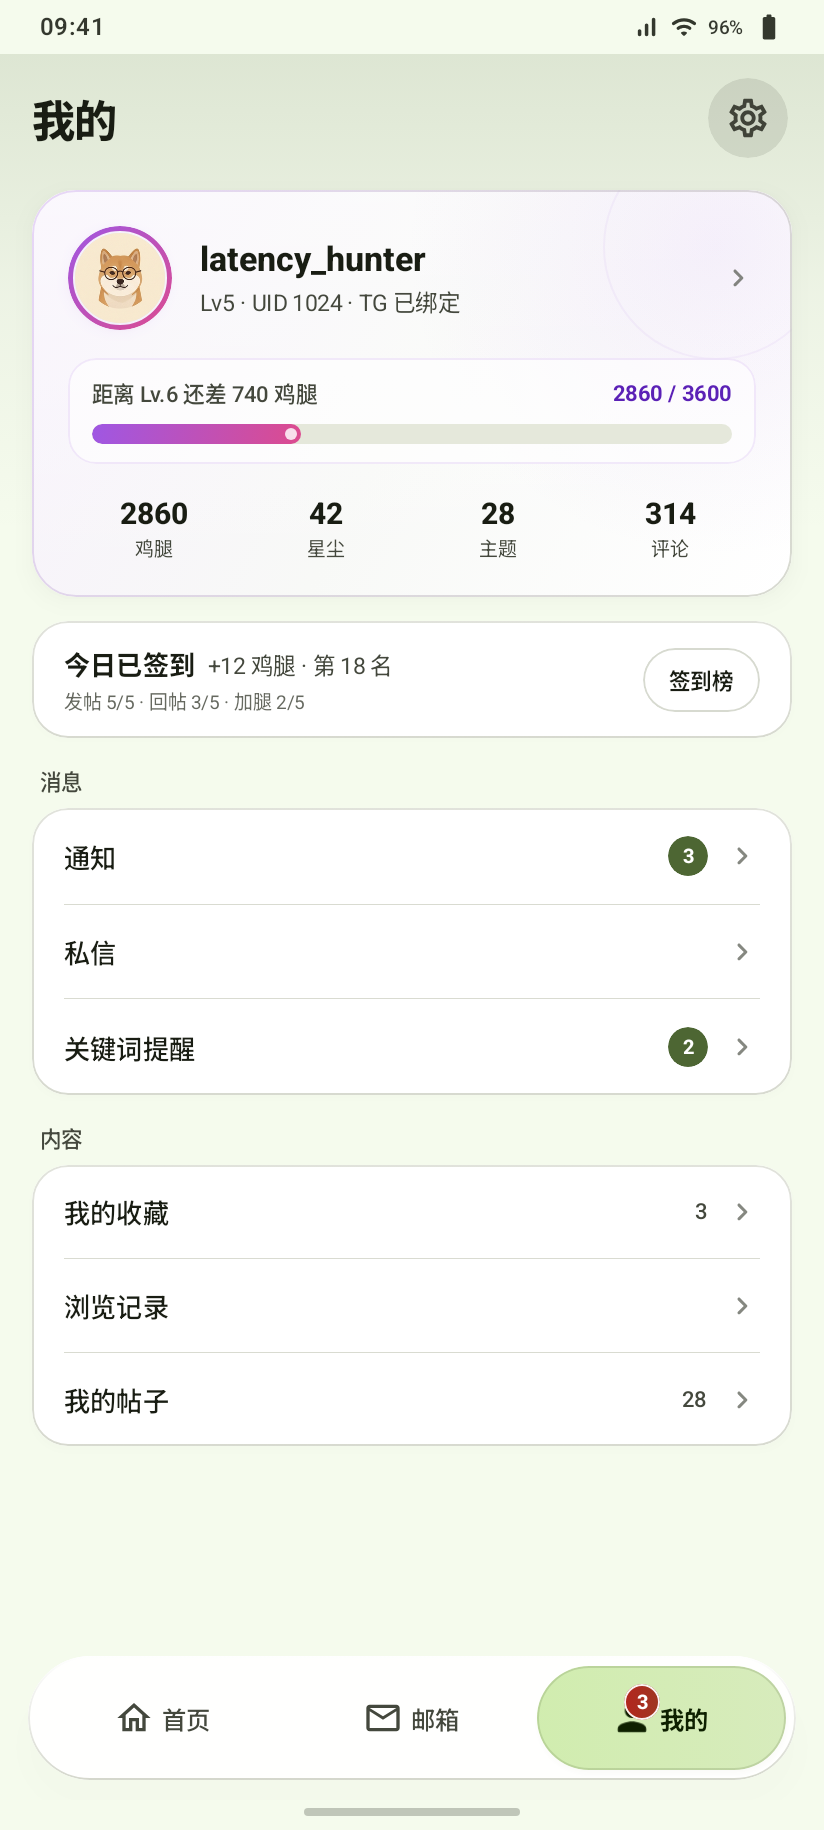 09:41
96%
我的
latency_hunter
Lv5 · UID 1024 · TG 已绑定
距离 Lv.6 还差 740 鸡腿
2860 / 3600
2860
42
28
314
鸡腿
星尘
主题
评论
今日已签到 +12 鸡腿 · 第 18 名
发帖 5/5 · 回帖 3/5 · 加腿 2/5
签到榜
消息
通知
3
私信
关键词提醒
2
内容
我的收藏
3
浏览记录
我的帖子
28
首页
邮箱
3
我的